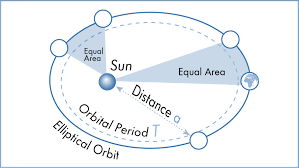 Equal
Area
Sun
Equal Area
Distance a
Orbital Period T
Elliptical Orbit